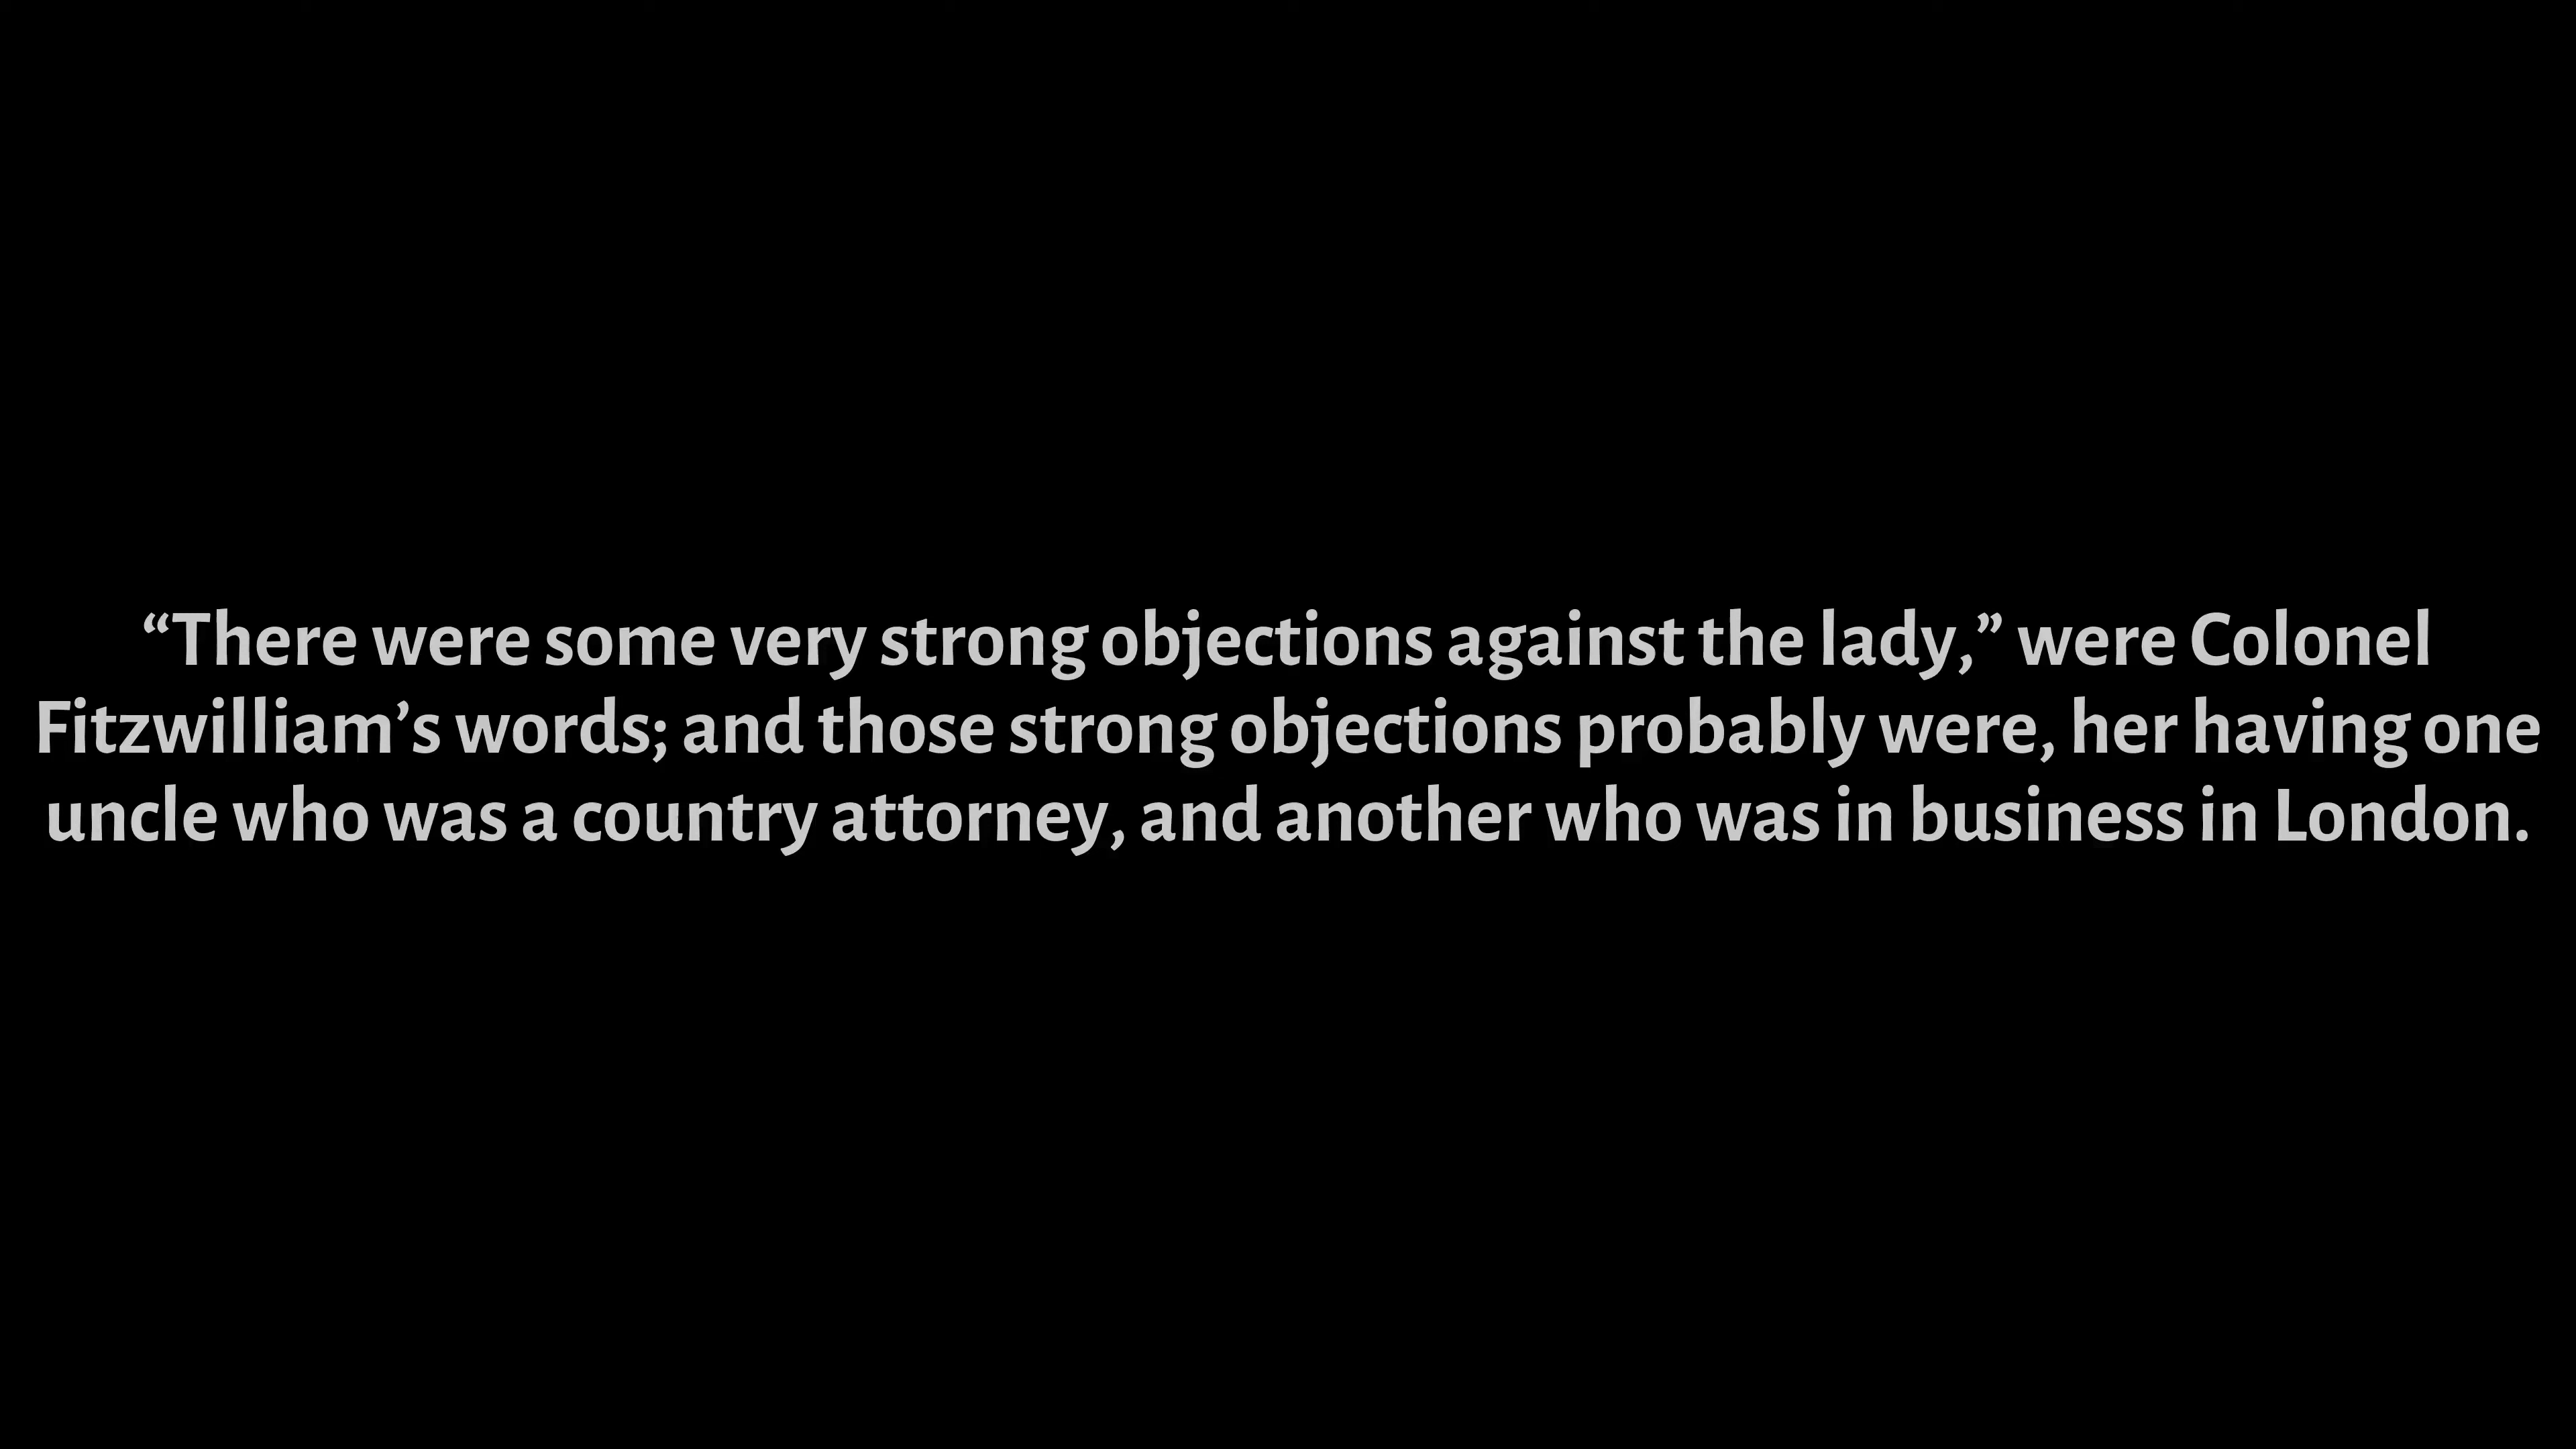 “There were some very strong objections against the lady,” were Colonel
Fitzwilliam’s words; and those strong objections probably were, her having one
uncle who was a country attorney, and another who was in business in London.